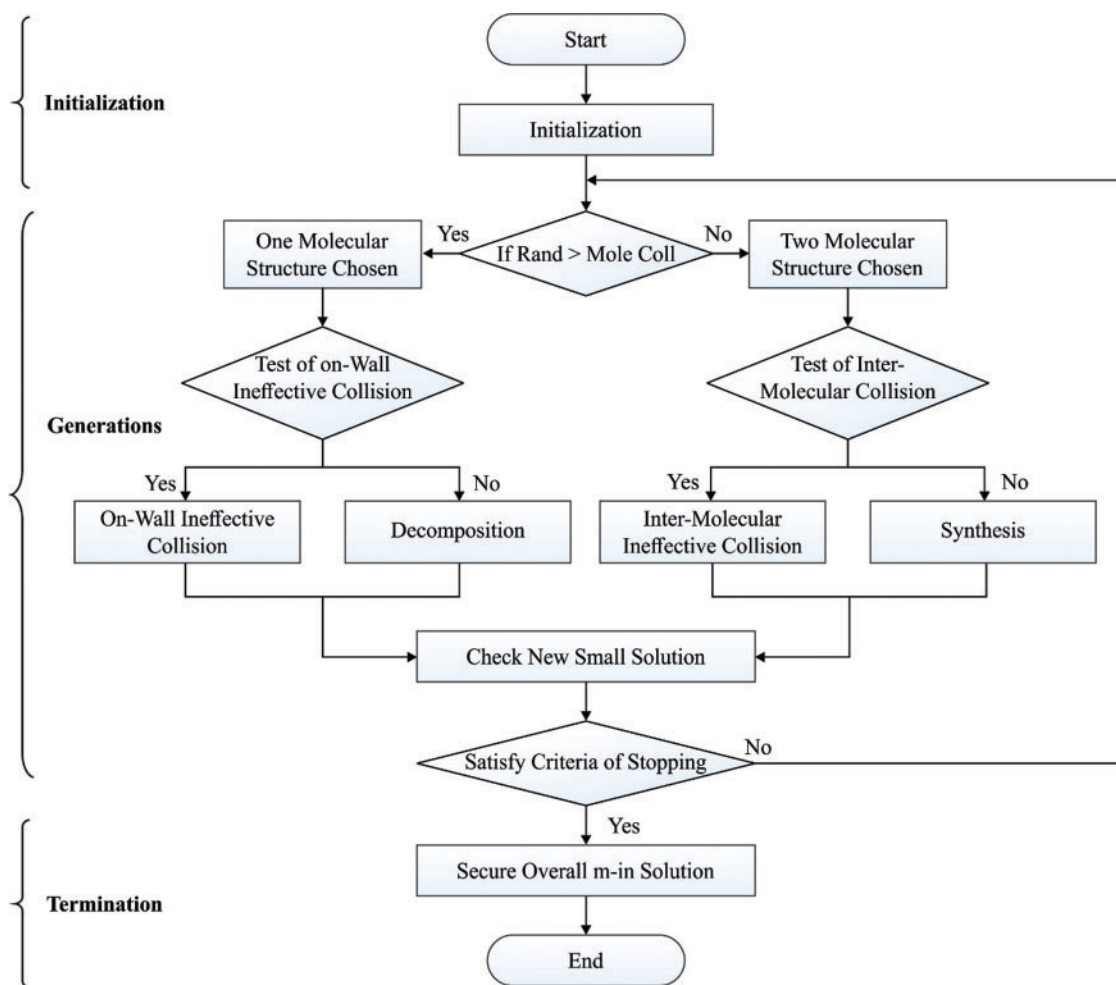 Start
Initialization
Initialization
If Rand > Mole Coll
Yes
No
One Molecular
Structure Chosen
Two Molecular
Structure Chosen
Test of on-Wall
Ineffective Collision
Test of Inter-
Molecular Collision
Generations
Yes
No
Yes
No
On-Wall Ineffective
Collision
Decomposition
Inter-Molecular
Ineffective Collision
Synthesis
Check New Small Solution
Satisfy Criteria of Stopping
No
Yes
Secure Overall m-in Solution
Termination
End